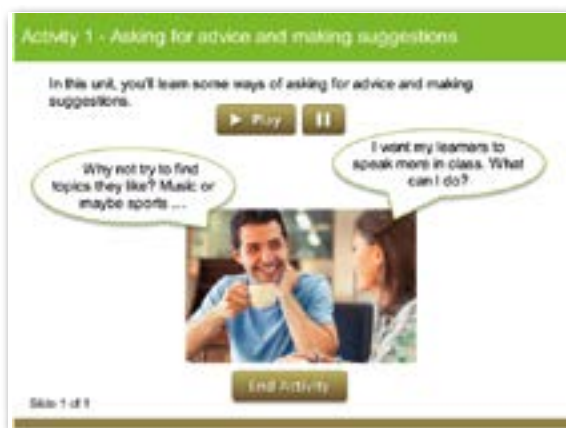 Activity 1 - Asking for advice and making suggestions
In this unit, you'll learn some ways of asking for advice and making
suggestions.
Play
I want my learners to
speak more in class. What
can I do?
Why not try to find
topics they like? Music or
maybe sports ...
End Activity
Slide 1 of 1